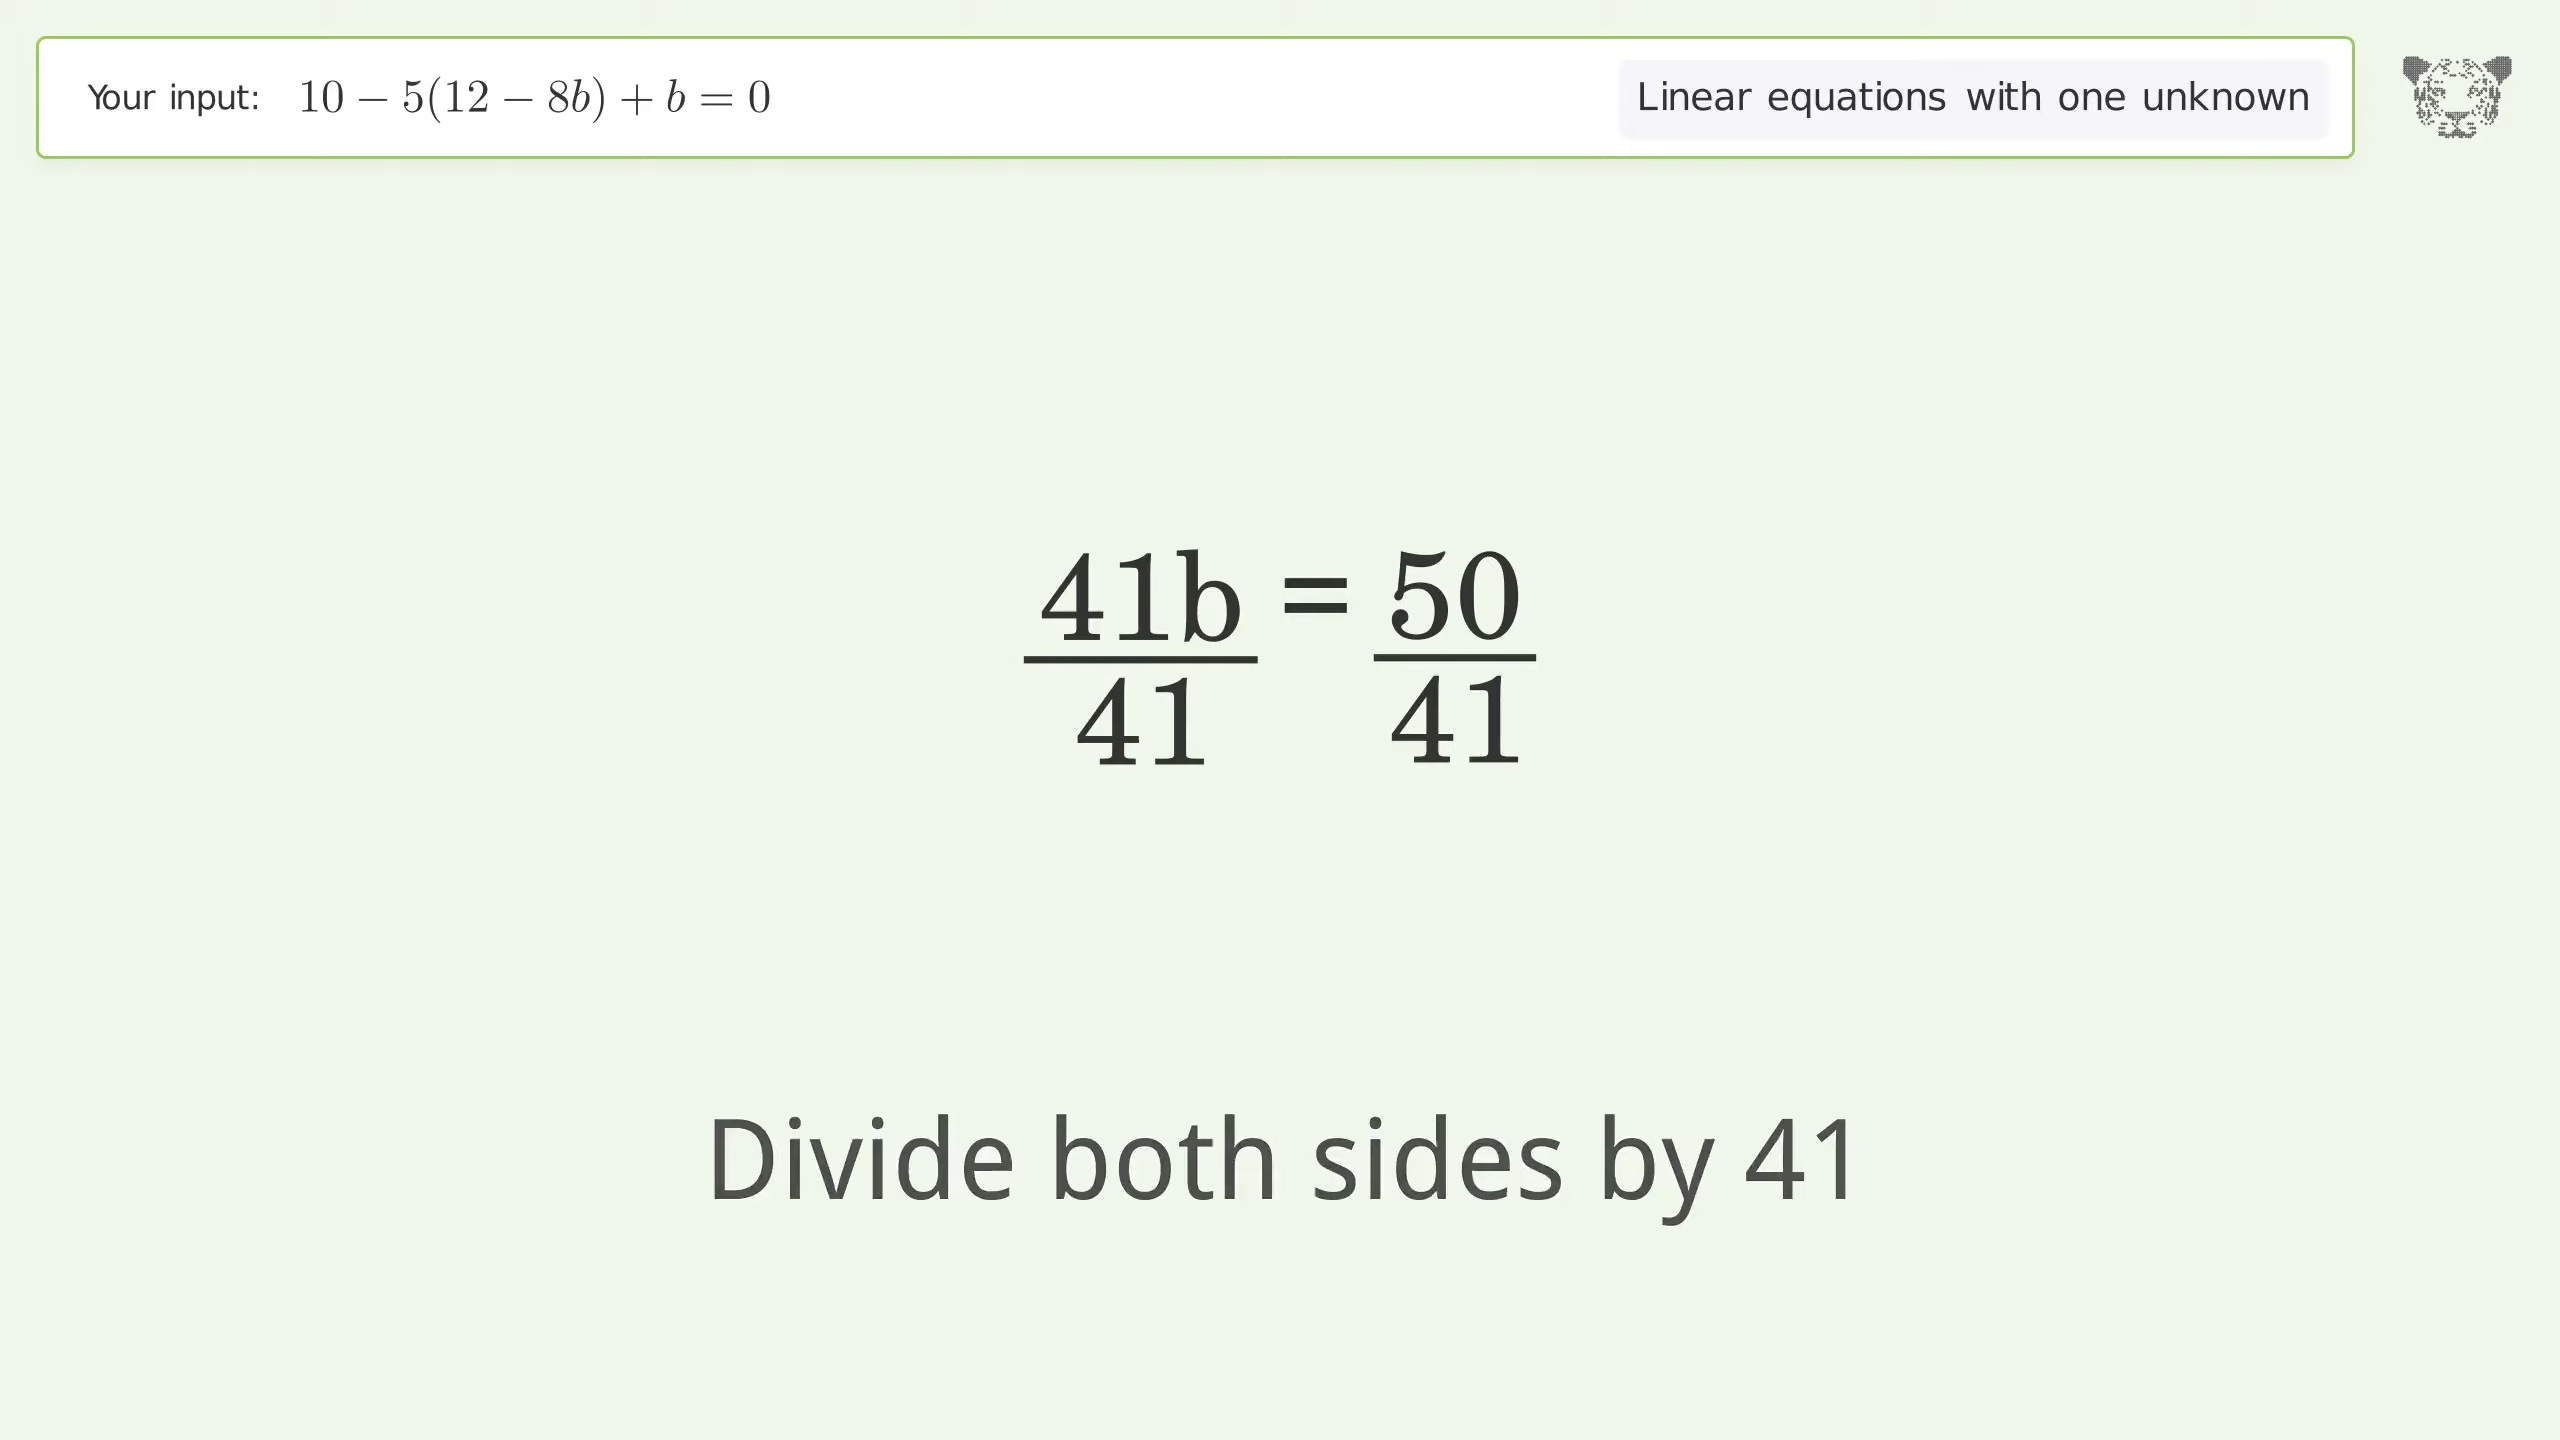 Your input: 10 − 5(12 − 8b) + b = 0
Linear equations with one unknown
41b/41 = 50/41
Divide both sides by 41